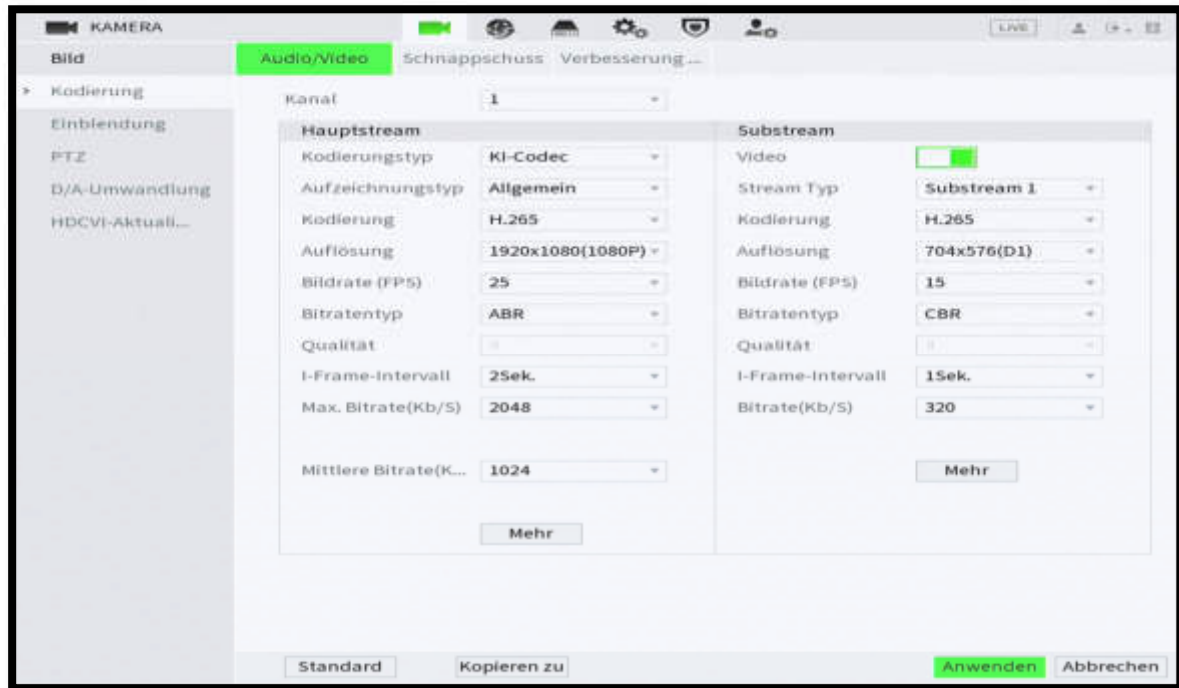 KAMERA
LIVE
Bild
Audio/Video Schnappschuss Verbesserung ...
Kodierung
Einblendung
PTZ
D/A-Umwandlung
HDCVI-Aktuali...
Kanal 1
Hauptstream
Kodierungstyp KI-Codec
Aufzeichnungstyp Allgemein
Kodierung H.265
Auflösung 1920x1080(1080P)
Bildrate (FPS) 25
Bitratentyp ABR
Qualität
I-Frame-Intervall 2Sek.
Max. Bitrate(Kb/S) 2048
Mittlere Bitrate(K... 1024
Mehr
Substream
Video
Stream Typ Substream 1
Kodierung H.265
Auflösung 704x576(D1)
Bildrate (FPS) 15
Bitratentyp CBR
Qualität
I-Frame-Intervall 1Sek.
Bitrate(Kb/S) 320
Mehr
Standard Kopieren zu Anwenden Abbrechen